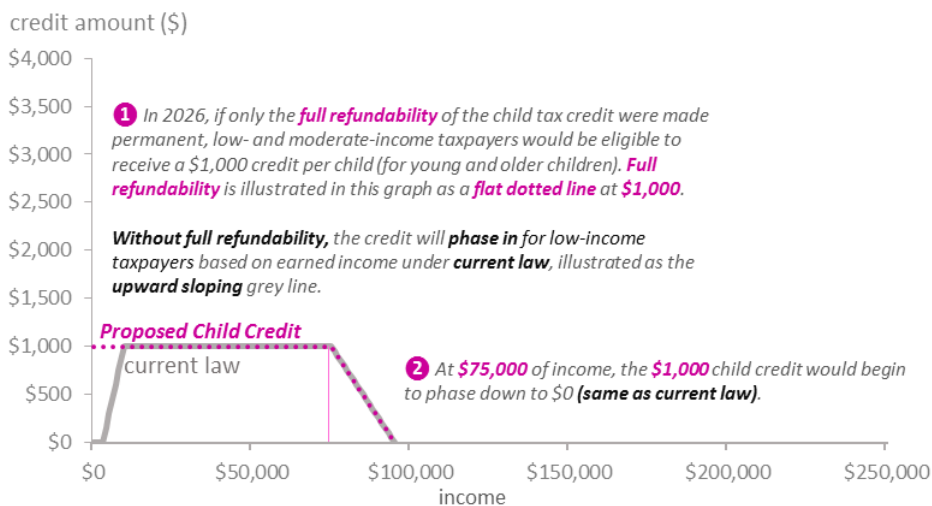 credit amount ($)
$4,000
$3,500
$3,000
$2,500
$2,000
$1,500
$1,000
$500
$0
1 In 2026, if only the full refundability of the child tax credit were made
permanent, low- and moderate-income taxpayers would be eligible to
receive a $1,000 credit per child (for young and older children). Full
refundability is illustrated in this graph as a flat dotted line at $1,000.
Without full refundability, the credit will phase in for low-income
taxpayers based on earned income under current law, illustrated as the
upward sloping grey line.
Proposed Child Credit
current law
2 At $75,000 of income, the $1,000 child credit would begin
to phase down to $0 (same as current law).
$0
$50,000
$100,000
$150,000
$200,000
$250,000
income